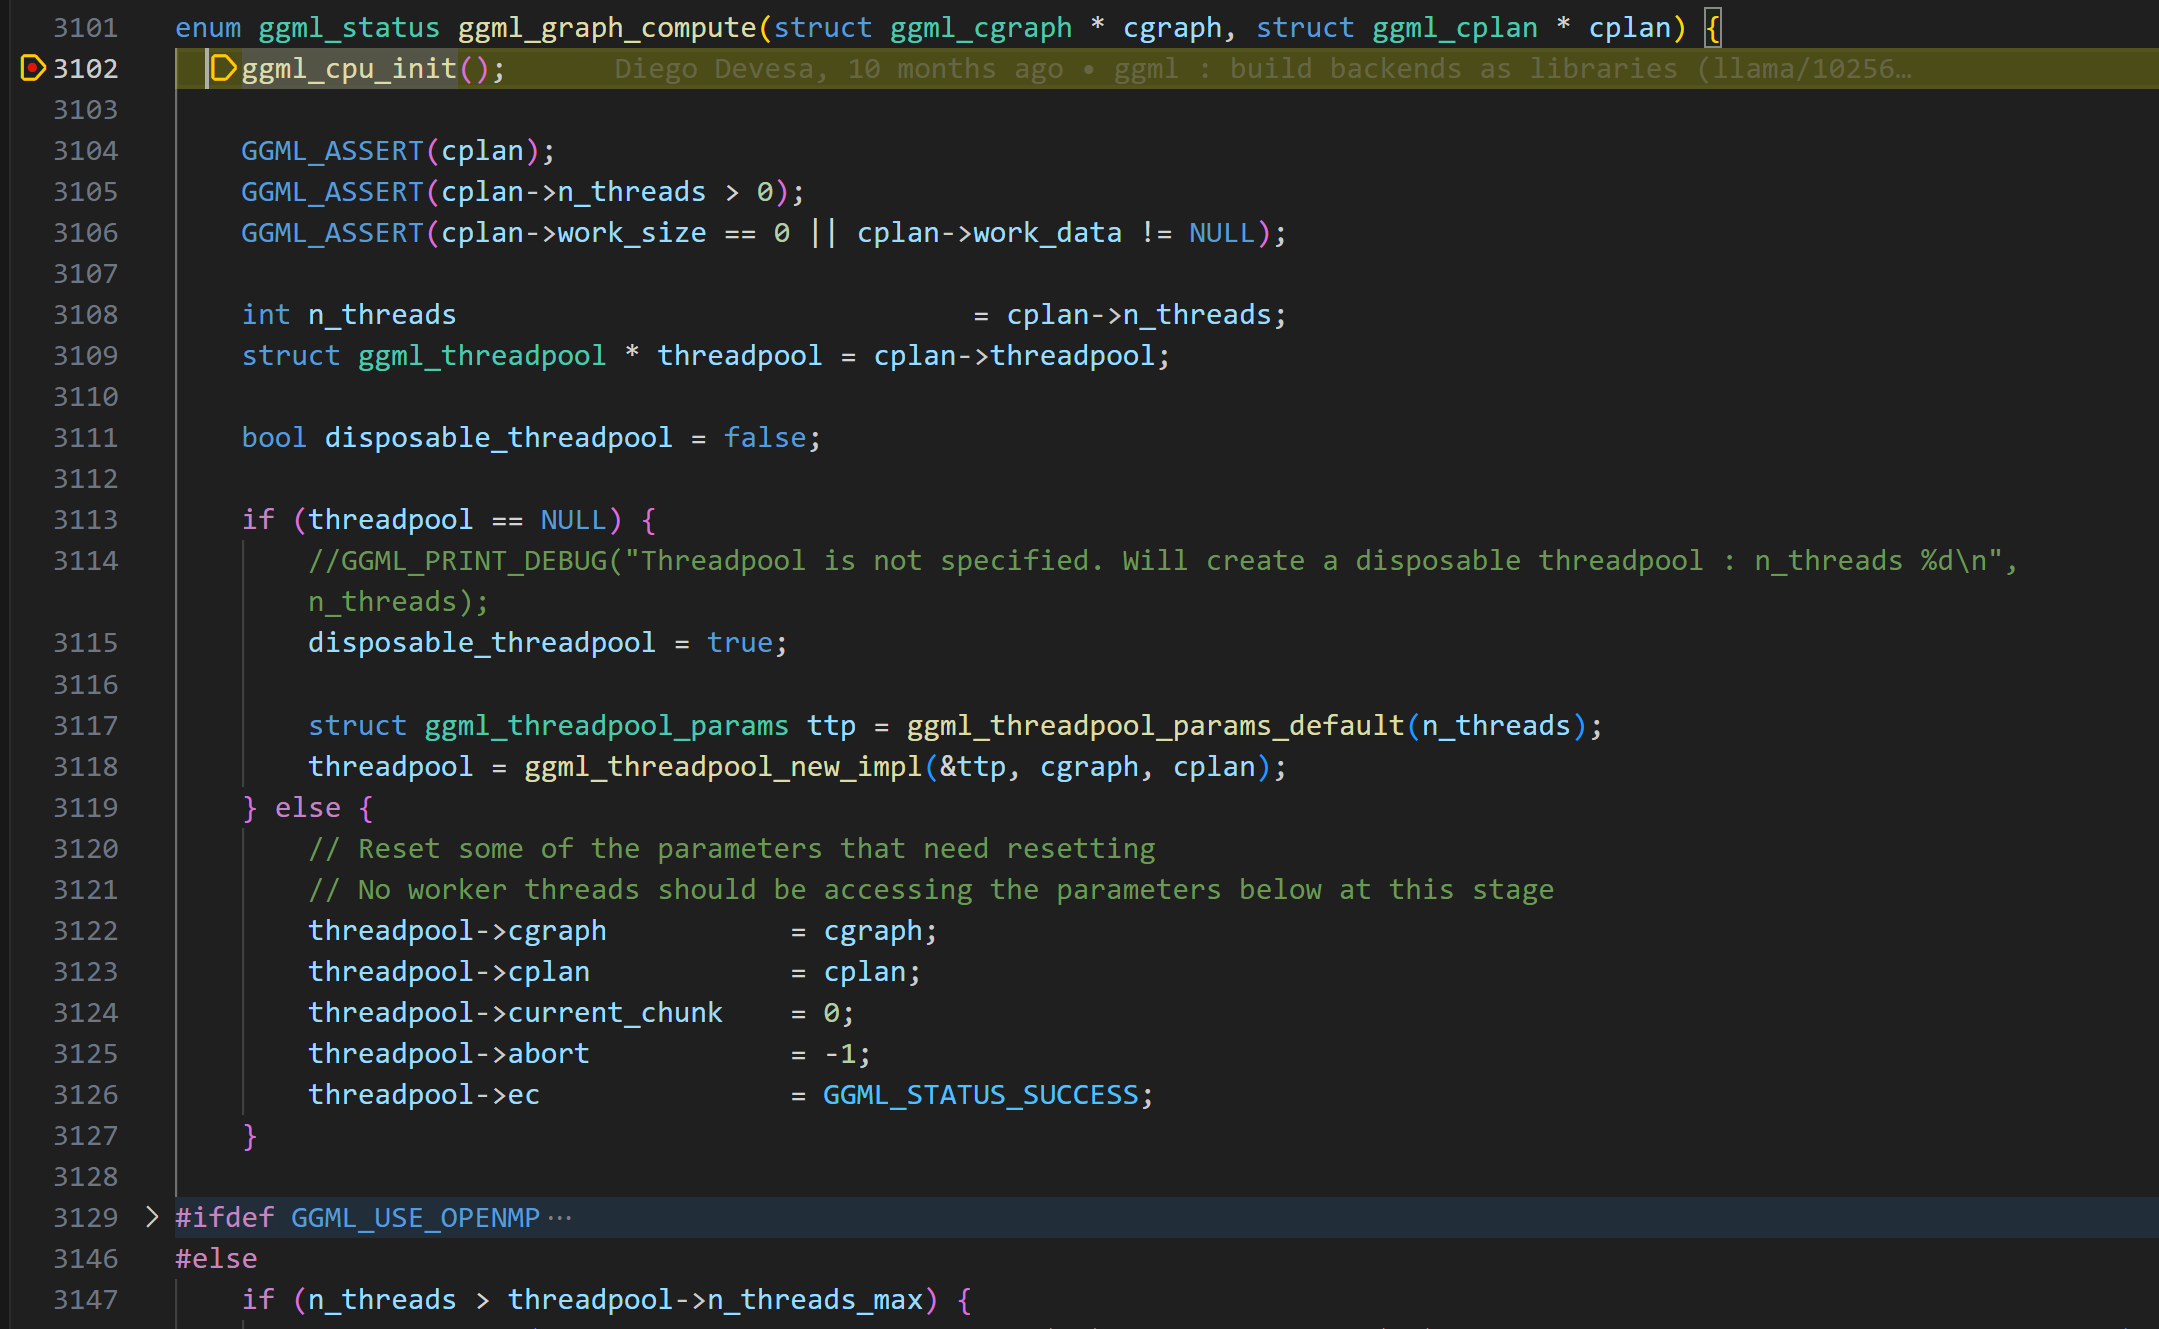 3101 enum ggml_status ggml_graph_compute(struct ggml_cgraph * cgraph, struct ggml_cplan * cplan) {
3102 ggml_cpu_init(); Diego Devesa, 10 months ago • ggml : build backends as libraries (llama/10256…
3103
3104 GGML_ASSERT(cplan);
3105 GGML_ASSERT(cplan->n_threads > 0);
3106 GGML_ASSERT(cplan->work_size == 0 || cplan->work_data != NULL);
3107
3108 int n_threads = cplan->n_threads;
3109 struct ggml_threadpool * threadpool = cplan->threadpool;
3110
3111 bool disposable_threadpool = false;
3112
3113 if (threadpool == NULL) {
3114 //GGML_PRINT_DEBUG("Threadpool is not specified. Will create a disposable threadpool : n_threads %d\n",
n_threads);
3115 disposable_threadpool = true;
3116
3117 struct ggml_threadpool_params ttp = ggml_threadpool_params_default(n_threads);
3118 threadpool = ggml_threadpool_new_impl(&ttp, cgraph, cplan);
3119 } else {
3120 // Reset some of the parameters that need resetting
3121 // No worker threads should be accessing the parameters below at this stage
3122 threadpool->cgraph = cgraph;
3123 threadpool->cplan = cplan;
3124 threadpool->current_chunk = 0;
3125 threadpool->abort = -1;
3126 threadpool->ec = GGML_STATUS_SUCCESS;
3127 }
3128
3129 #ifdef GGML_USE_OPENMP ···
3146 #else
3147 if (n_threads > threadpool->n_threads_max) {